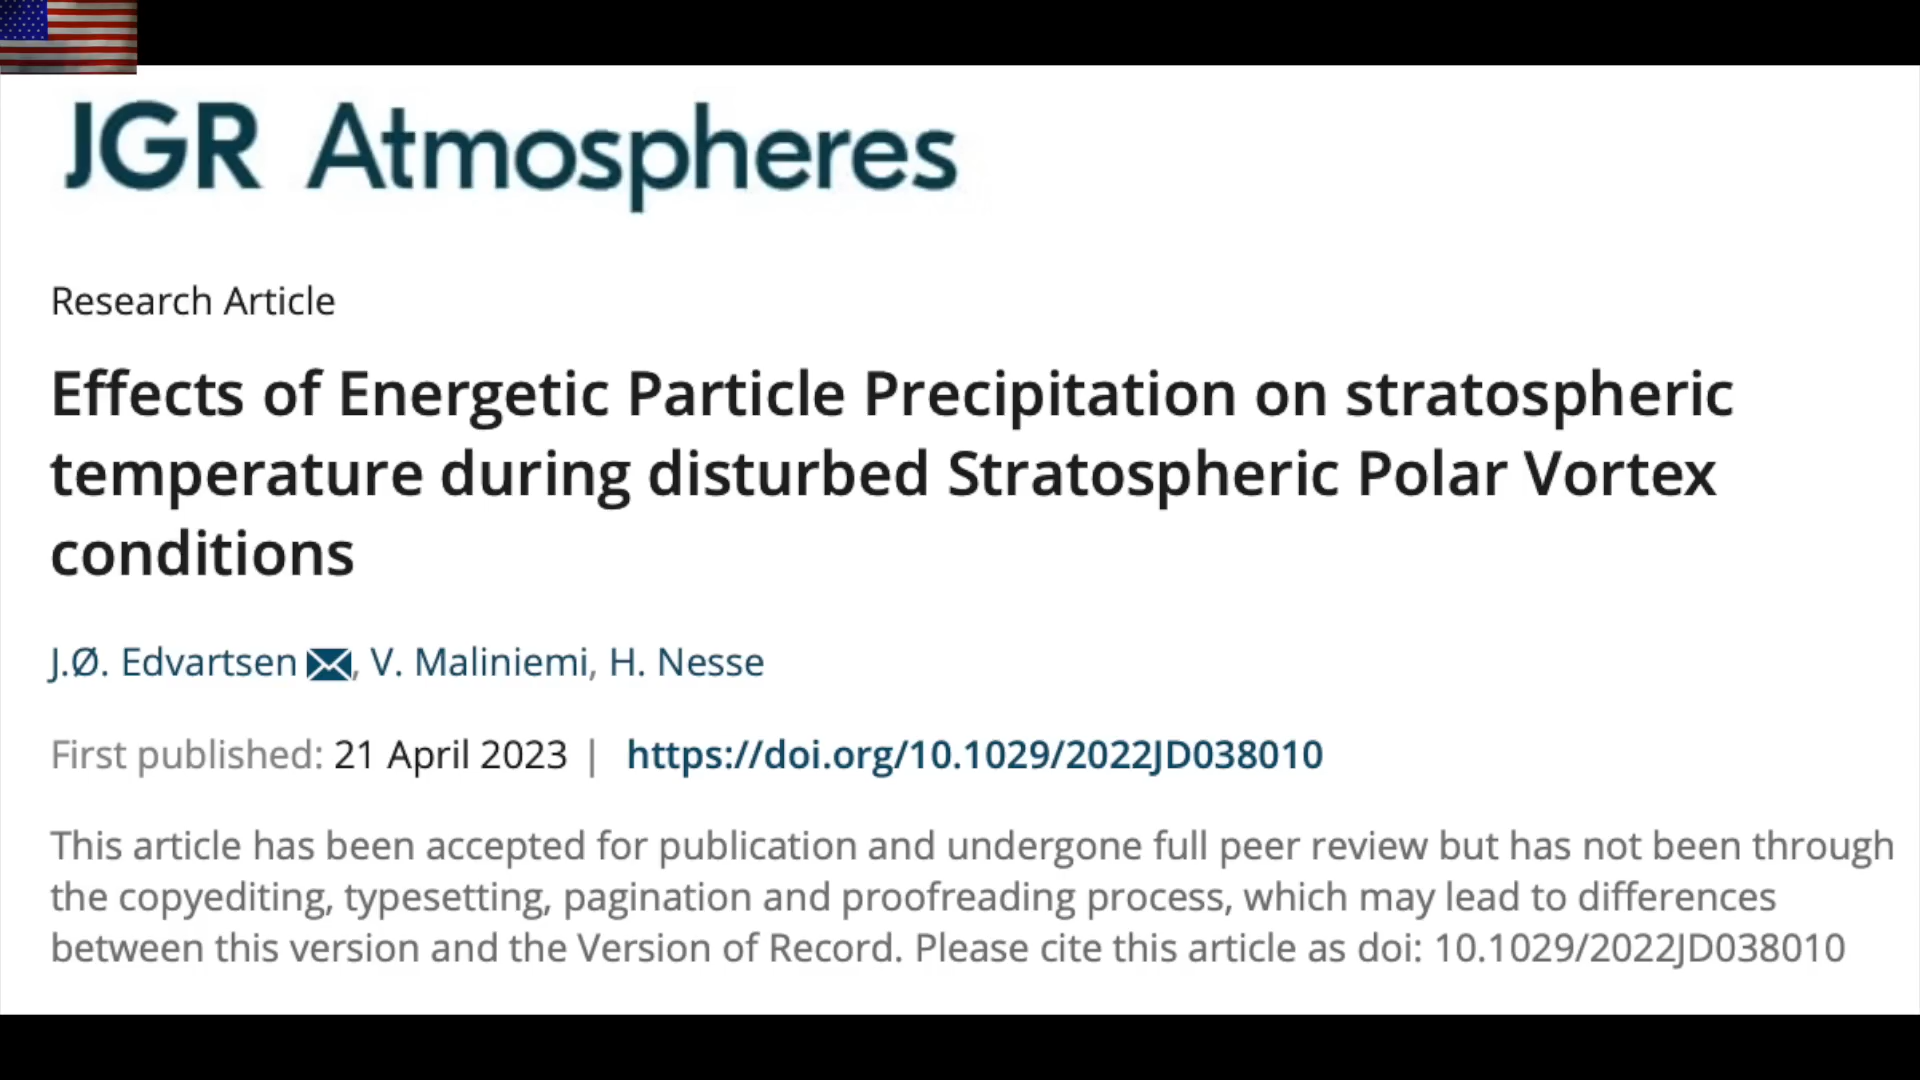 JGR Atmospheres
Research Article
Effects of Energetic Particle Precipitation on stratospheric
temperature during disturbed Stratospheric Polar Vortex
conditions
J.Ø. Edvartsen, V. Maliniemi, H. Nesse
First published: 21 April 2023 | https://doi.org/10.1029/2022JD038010
This article has been accepted for publication and undergone full peer review but has not been through
the copyediting, typesetting, pagination and proofreading process, which may lead to differences
between this version and the Version of Record. Please cite this article as doi: 10.1029/2022JD038010